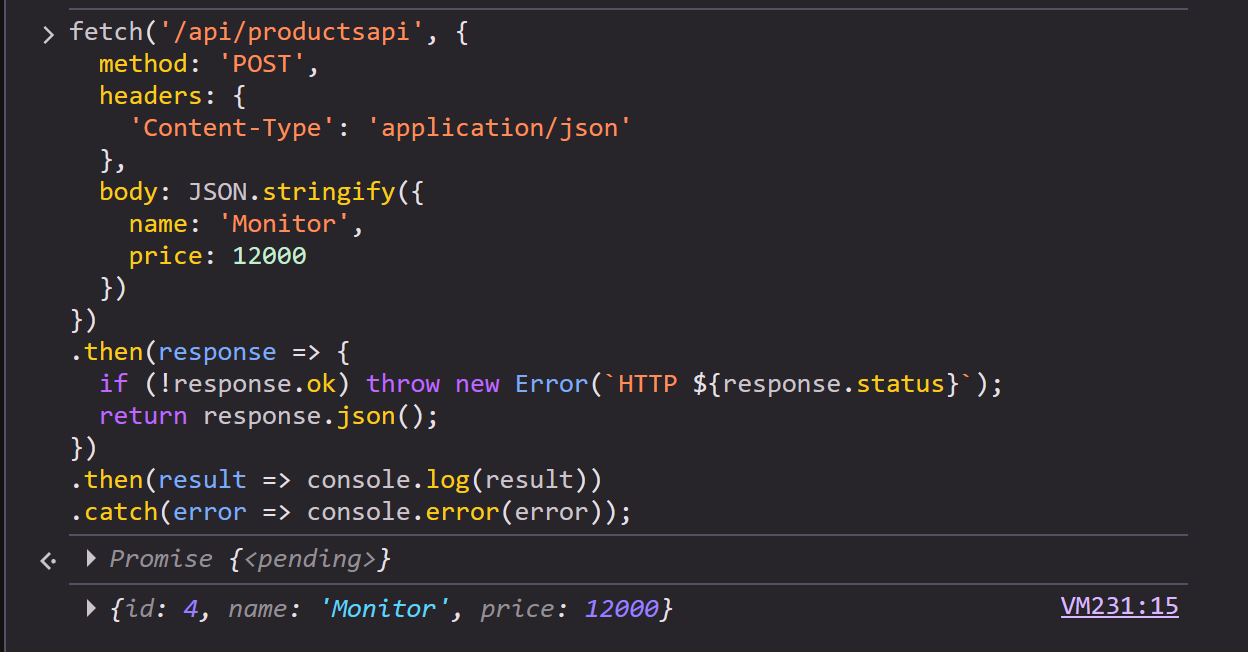 fetch('/api/productsapi', {
  method: 'POST',
  headers: {
    'Content-Type': 'application/json'
  },
  body: JSON.stringify({
    name: 'Monitor',
    price: 12000
  })
})
.then(response => {
  if (!response.ok) throw new Error(`HTTP ${response.status}`);
  return response.json();
})
.then(result => console.log(result))
.catch(error => console.error(error));
Promise {<pending>}
{id: 4, name: 'Monitor', price: 12000} VM231:15